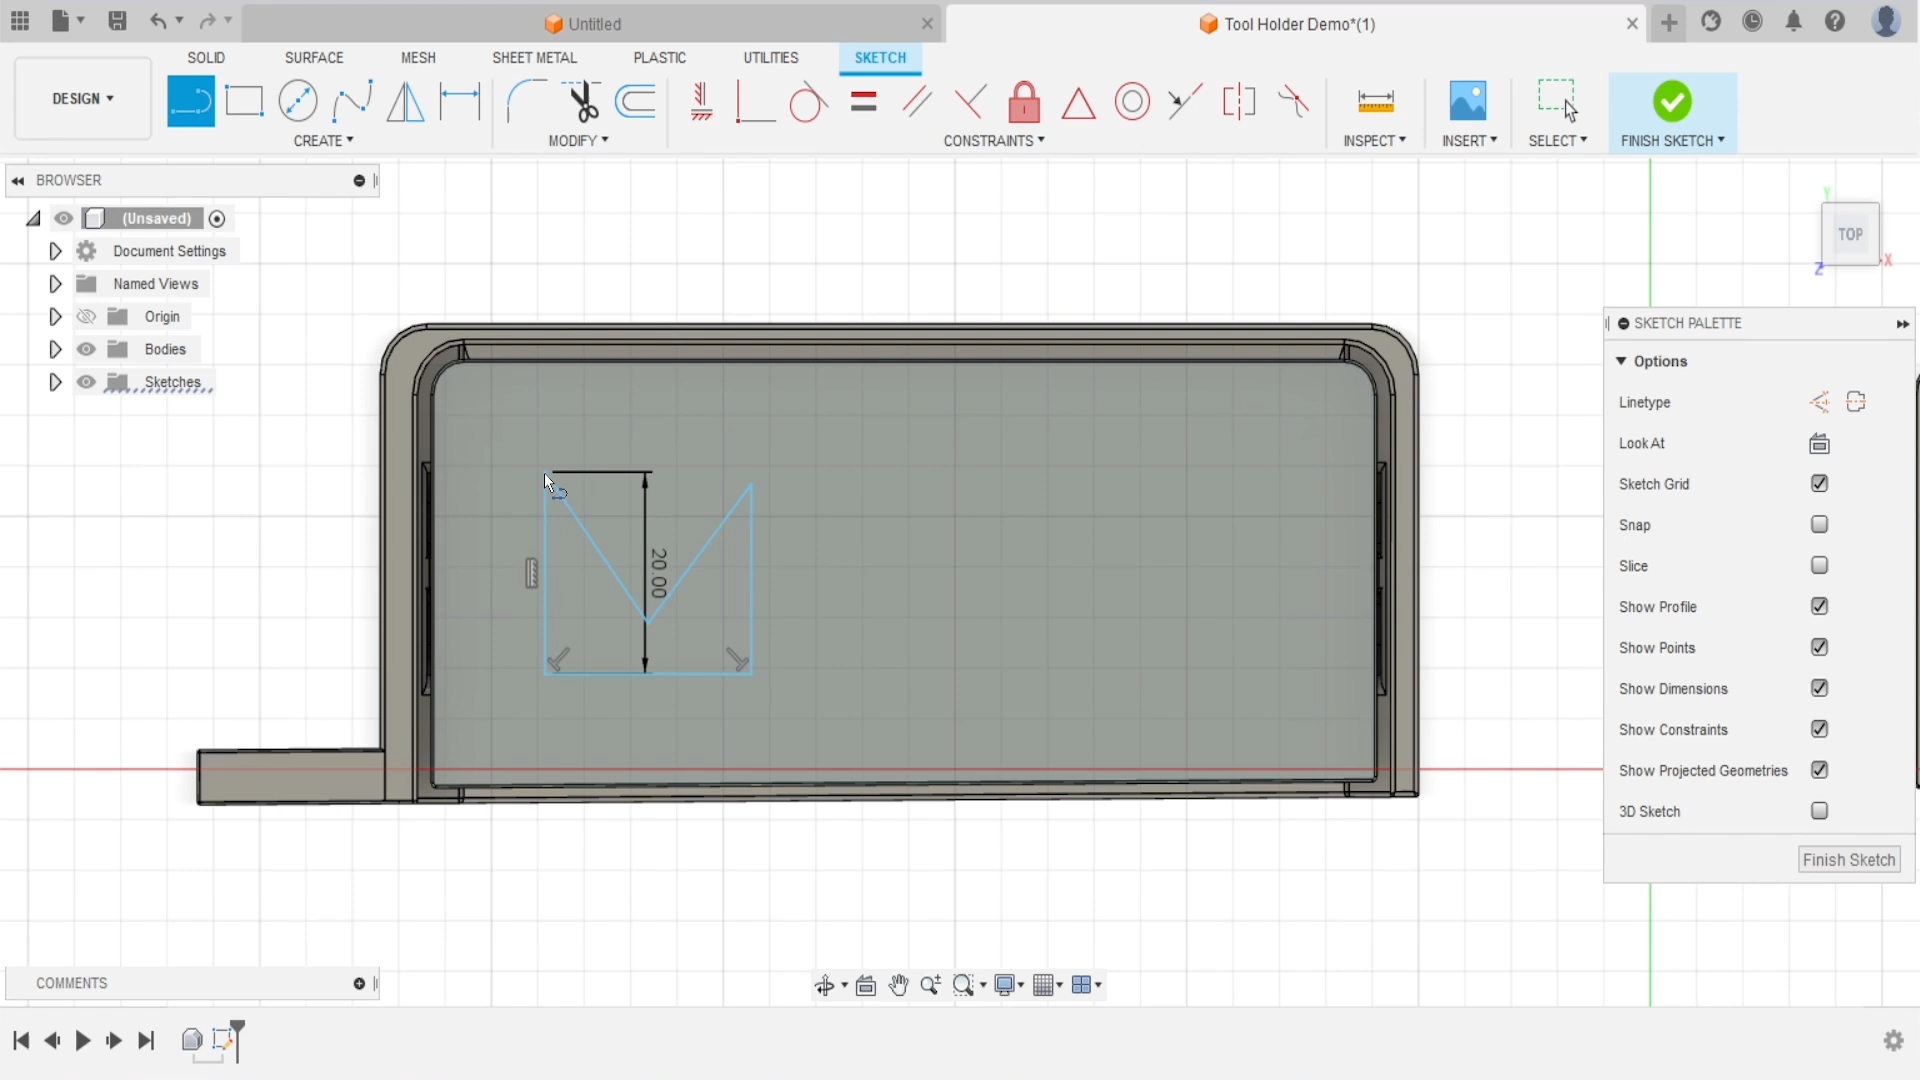 Untitled
Tool Holder Demo*(1)
SOLID SURFACE MESH SHEET METAL PLASTIC UTILITIES SKETCH
DESIGN
CREATE MODIFY CONSTRAINTS INSPECT INSERT SELECT FINISH SKETCH
BROWSER
(Unsaved)
Document Settings
Named Views
Origin
Bodies
Sketches
20.00
Y
TOP
X
Z
SKETCH PALETTE
Options
Linetype
Look At
Sketch Grid
Snap
Slice
Show Profile
Show Points
Show Dimensions
Show Constraints
Show Projected Geometries
3D Sketch
Finish Sketch
COMMENTS